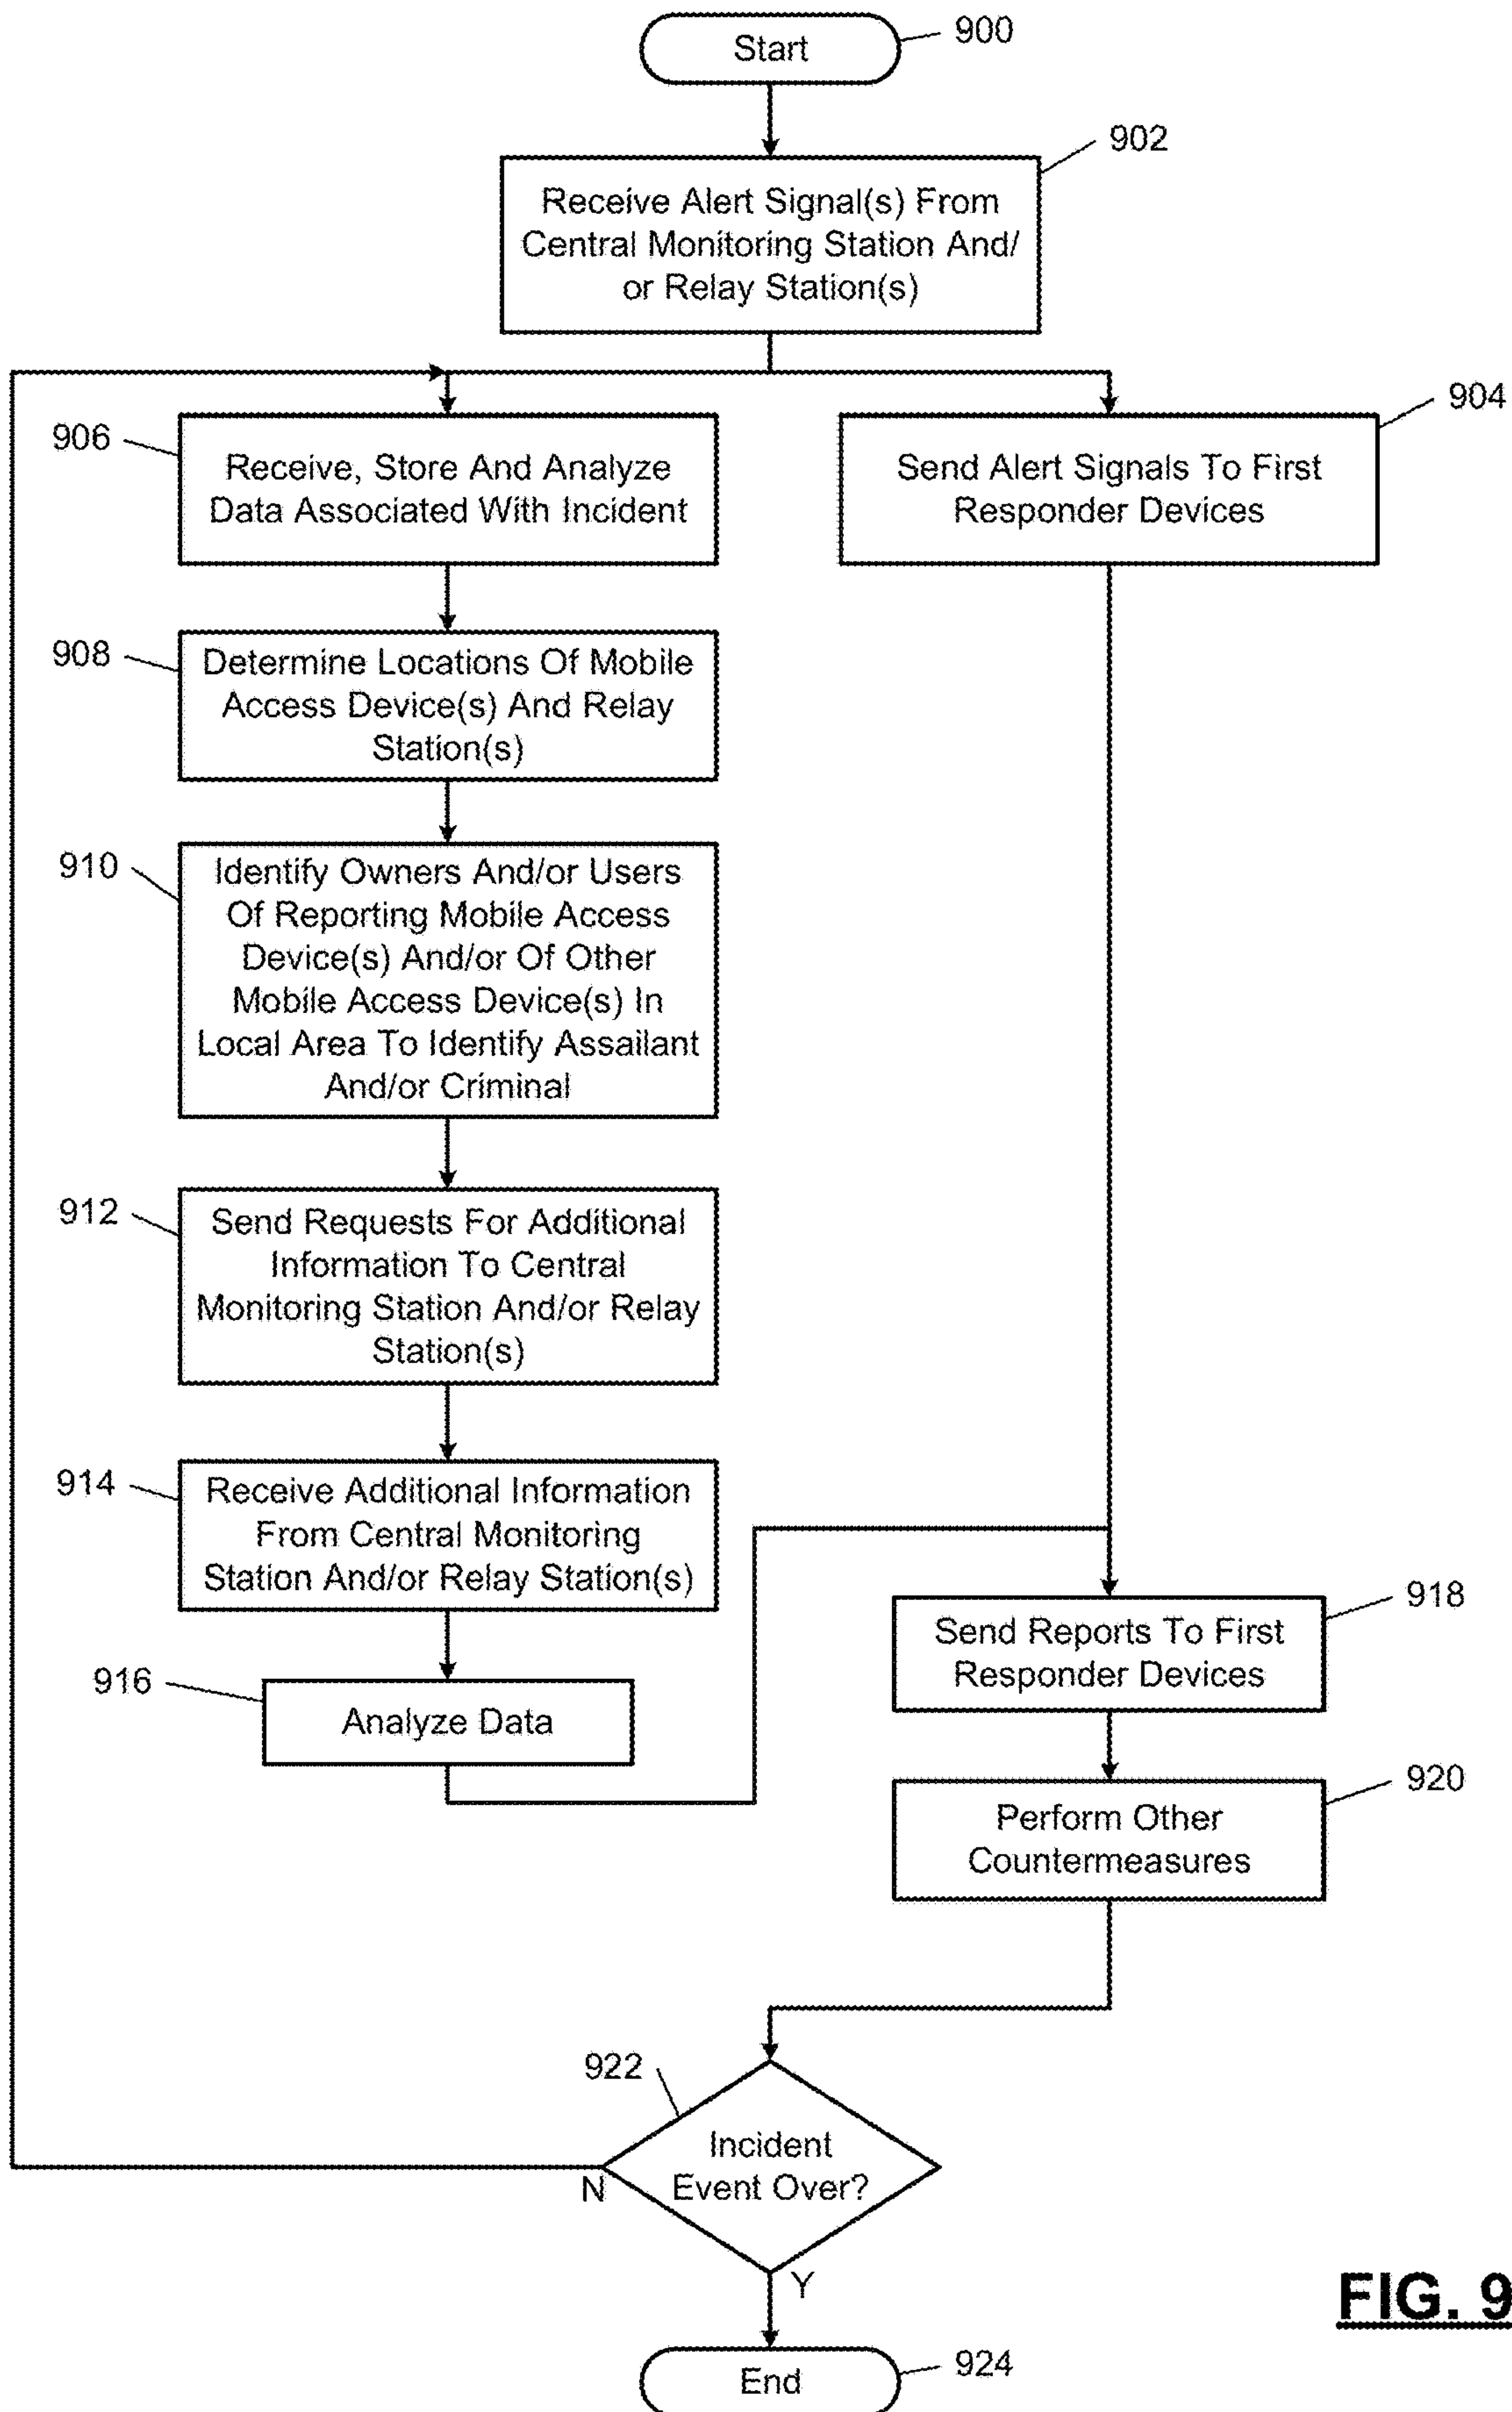 Start
900
902
Receive Alert Signal(s) From
Central Monitoring Station And/
or Relay Station(s)
904
906
Receive, Store And Analyze
Data Associated With Incident
Send Alert Signals To First
Responder Devices
908
Determine Locations Of Mobile
Access Device(s) And Relay
Station(s)
910
Identify Owners And/or Users
Of Reporting Mobile Access
Device(s) And/or Of Other
Mobile Access Device(s) In
Local Area To Identify Assailant
And/or Criminal
912
Send Requests For Additional
Information To Central
Monitoring Station And/or Relay
Station(s)
914
Receive Additional Information
From Central Monitoring
Station And/or Relay Station(s)
916
Analyze Data
918
Send Reports To First
Responder Devices
920
Perform Other
Countermeasures
922
Incident
Event Over?
N
Y
End
924
FIG. 9